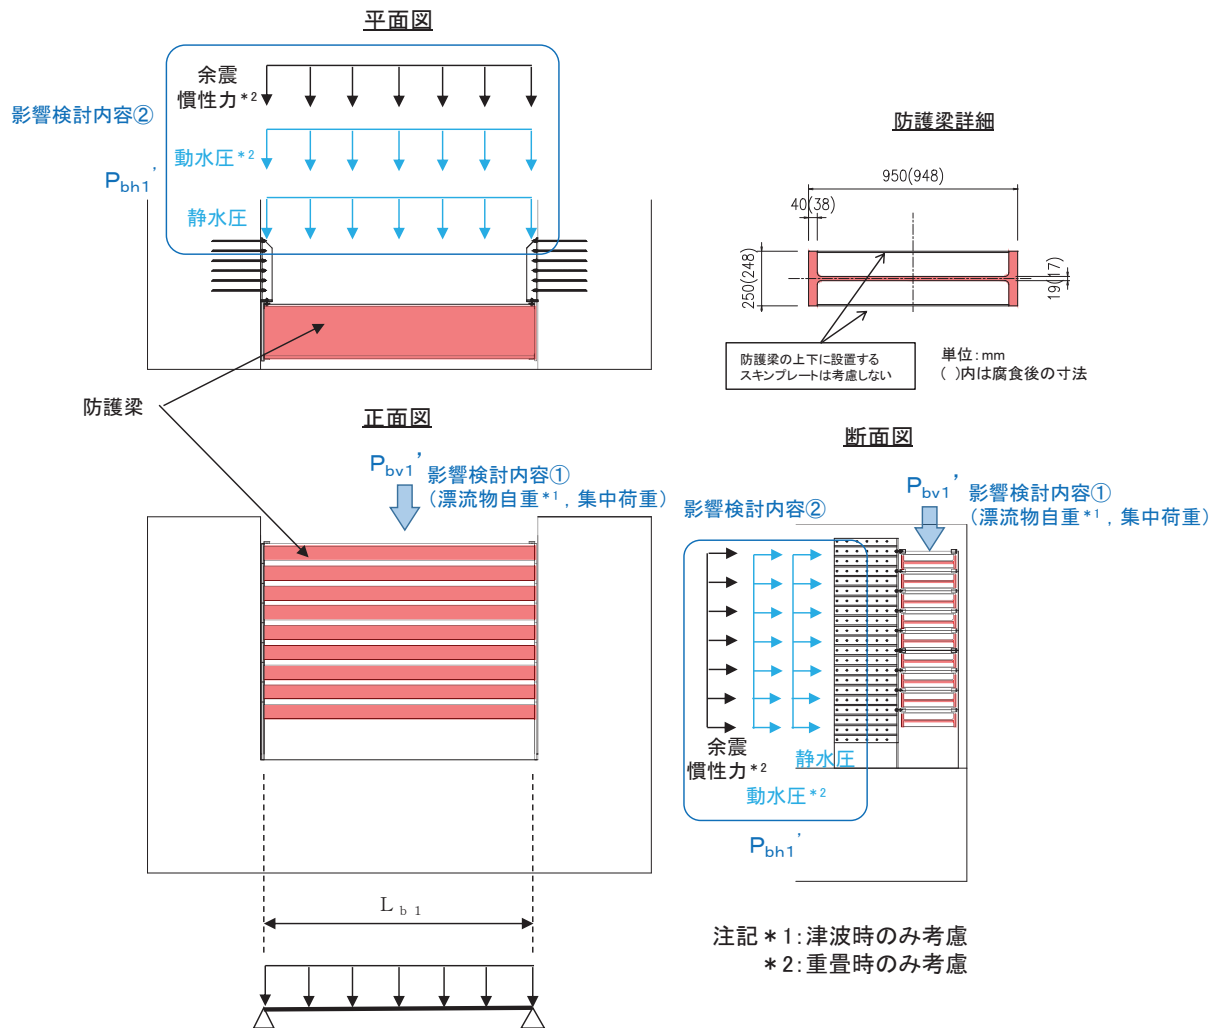 平面図
余震
慣性力*2
影響検討内容②
動水圧*2
Pbh1'
静水圧
防護梁詳細
950(948)
40(38)
250(248)
19(17)
防護梁の上下に設置する
スキンプレートは考慮しない
単位：mm
( )内は腐食後の寸法
防護梁
正面図
Pbv1'
影響検討内容①
(漂流物自重*1，集中荷重)
断面図
Pbv1'
影響検討内容①
(漂流物自重*1，集中荷重)
影響検討内容②
余震
慣性力*2
静水圧
動水圧*2
Pbh1'
Lb1
注記＊1：津波時のみ考慮
＊2：重畳時のみ考慮